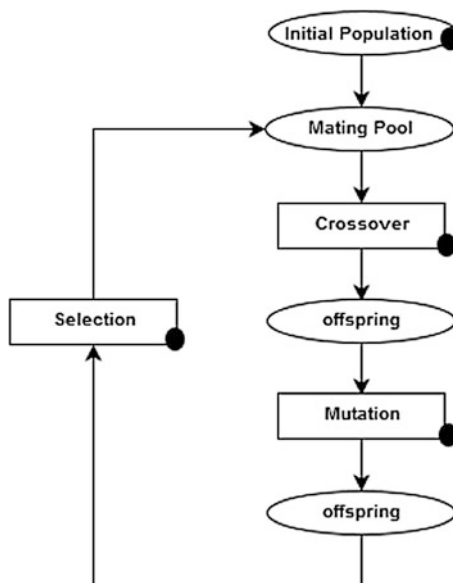 Initial Population
Mating Pool
Crossover
offspring
Selection
Mutation
offspring